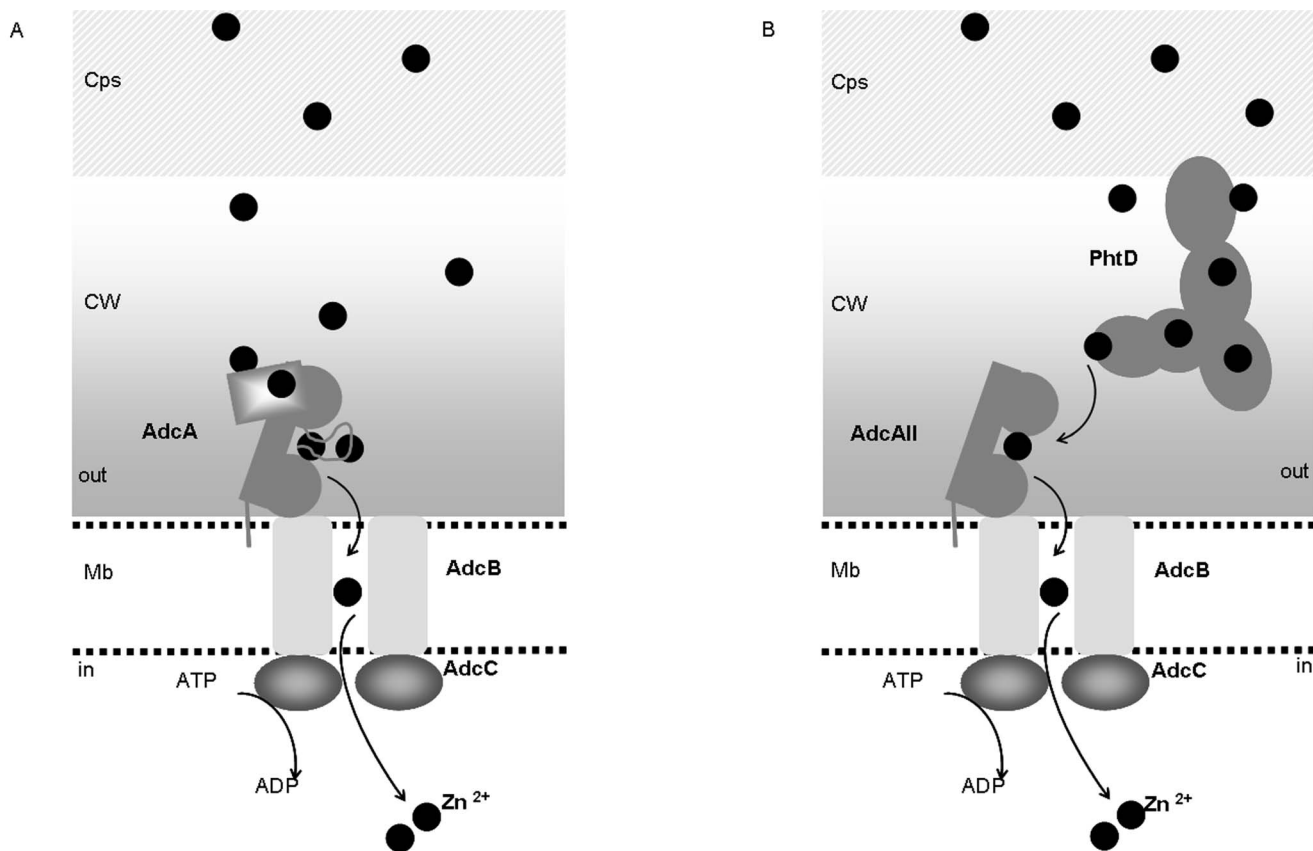 A
Cps
CW
AdcA
out
Mb
AdcB
in
ATP
AdcC
ADP
Zn 2+
B
Cps
PhtD
CW
AdcAII
out
Mb
AdcB
AdcC
in
ATP
ADP
Zn 2+